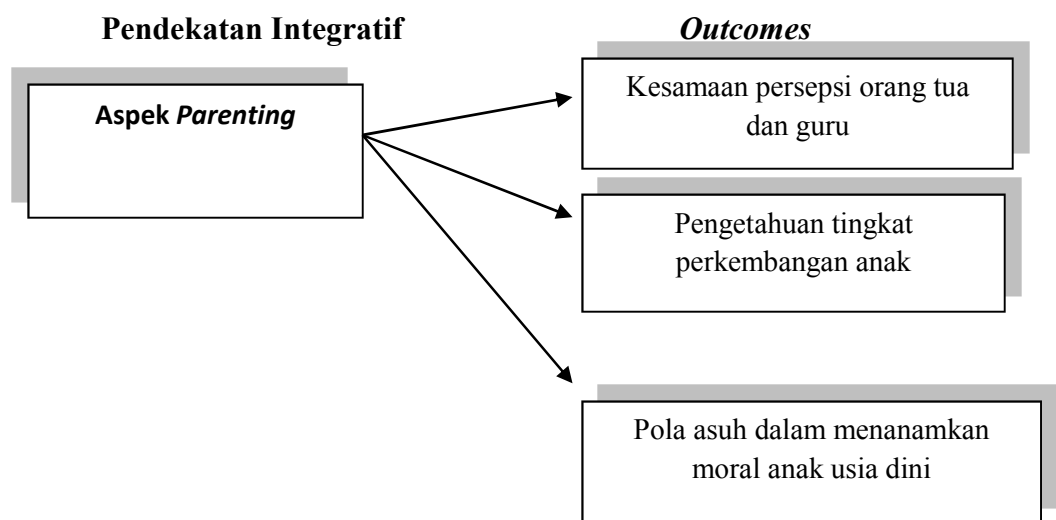 Pendekatan Integratif
Outcomes
Aspek Parenting
Kesamaan persepsi orang tua
dan guru
Pengetahuan tingkat
perkembangan anak
Pola asuh dalam menanamkan
moral anak usia dini